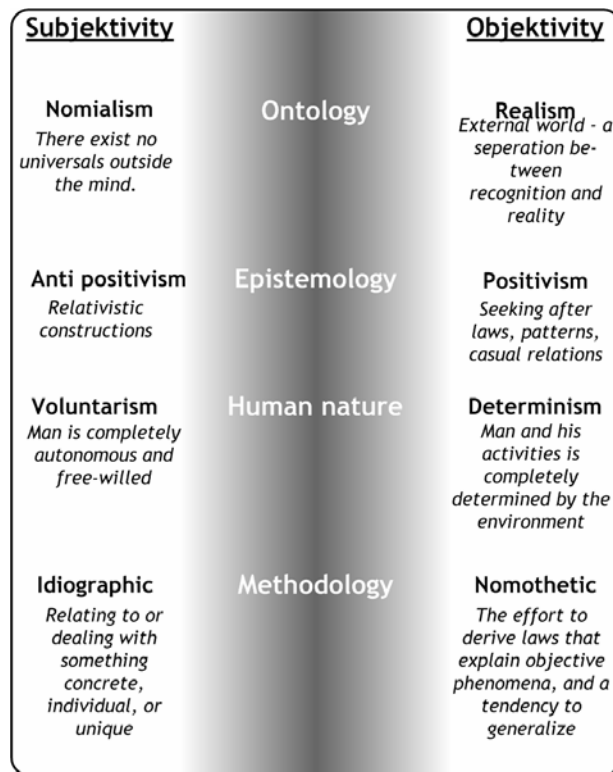 Subjektivity
Objektivity
Nomialism
There exist no
universals outside
the mind.
Ontology
Realism
External world - a
seperation be-
tween
recognition and
reality
Anti positivism
Relativistic
constructions
Epistemology
Positivism
Seeking after
laws, patterns,
casual relations
Voluntarism
Man is completely
autonomous and
free-willed
Human nature
Determinism
Man and his
activities is
completely
determined by the
environment
Idiographic
Relating to or
dealing with
something
concrete,
individual, or
unique
Methodology
Nomothetic
The effort to
derive laws that
explain objective
phenomena, and a
tendency to
generalize